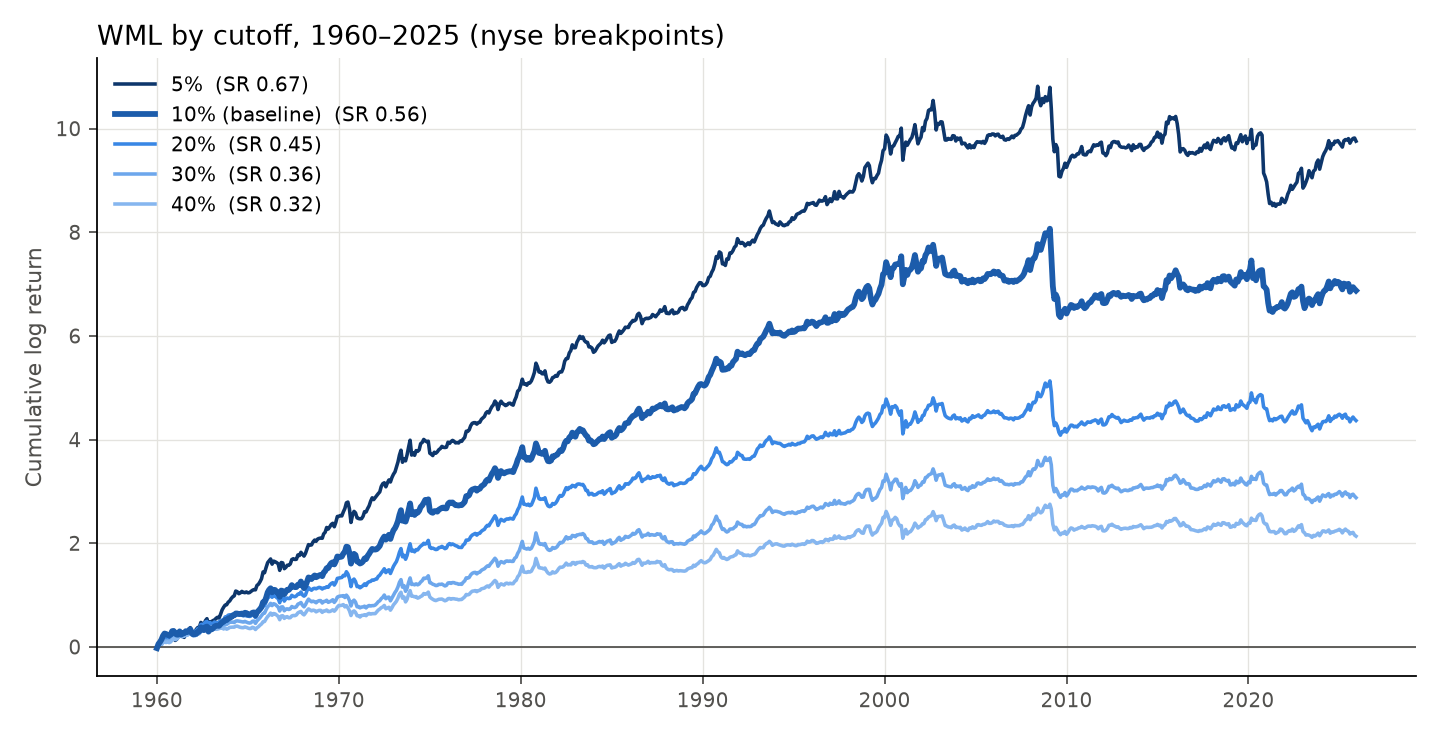 WML by cutoff, 1960–2025 (nyse breakpoints)
5%  (SR 0.67)
10% (baseline)  (SR 0.56)
20%  (SR 0.45)
30%  (SR 0.36)
40%  (SR 0.32)
Cumulative log return
10
8
6
4
2
0
1960 1970 1980 1990 2000 2010 2020